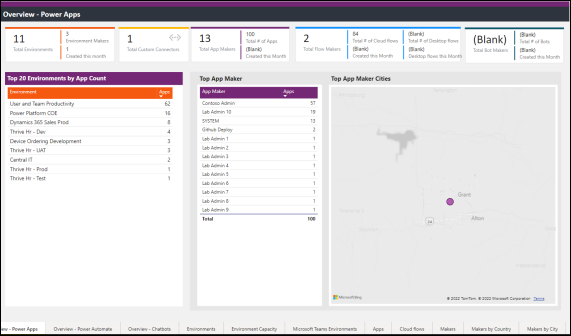 Overview - Power Apps
11
Total Environments
3
Environment Makers
1
Created this month
1
Total Custom Connectors
13
Total App Makers
100
Total # of Apps
(Blank)
Created this Month
2
Total Flow Makers
64
Total # of Cloud flows
(Blank)
Created this Month
(Blank)
Total # of Desktop flows
(Blank)
Desktop flows this Month
(Blank)
Total Bot Makers
(Blank)
Total # of Bots
(Blank)
Created this Month
Top 20 Environments by App Count
Environment Apps
User and Team Productivity 62
Power Platform COE 16
Dynamics 365 Sales Prod 8
Thrive Hr - Dev 4
Device Ordering Development 3
Thrive Hr - UAT 3
Central IT 2
Thrive Hr - Prod 1
Thrive Hr - Test 1
Top App Maker
App Maker Apps
Contoso Admin 57
Lab Admin 10 19
SYSTEM 13
Github Deploy 2
Lab Admin 1 1
Lab Admin 2 1
Lab Admin 3 1
Lab Admin 4 1
Lab Admin 5 1
Lab Admin 6 1
Lab Admin 7 1
Lab Admin 8 1
Lab Admin 9 1
Total 100
Top App Maker Cities
Afton
Microsoft Bing
© 2022 TomTom, © 2022 Microsoft Corporation Terms
ew - Power Apps
Overview - Power Automate
Overview - Chatbots
Environments
Environment Capacity
Microsoft Teams Environments
Apps
Cloud flows
Makers
Makers by Country
Makers by City